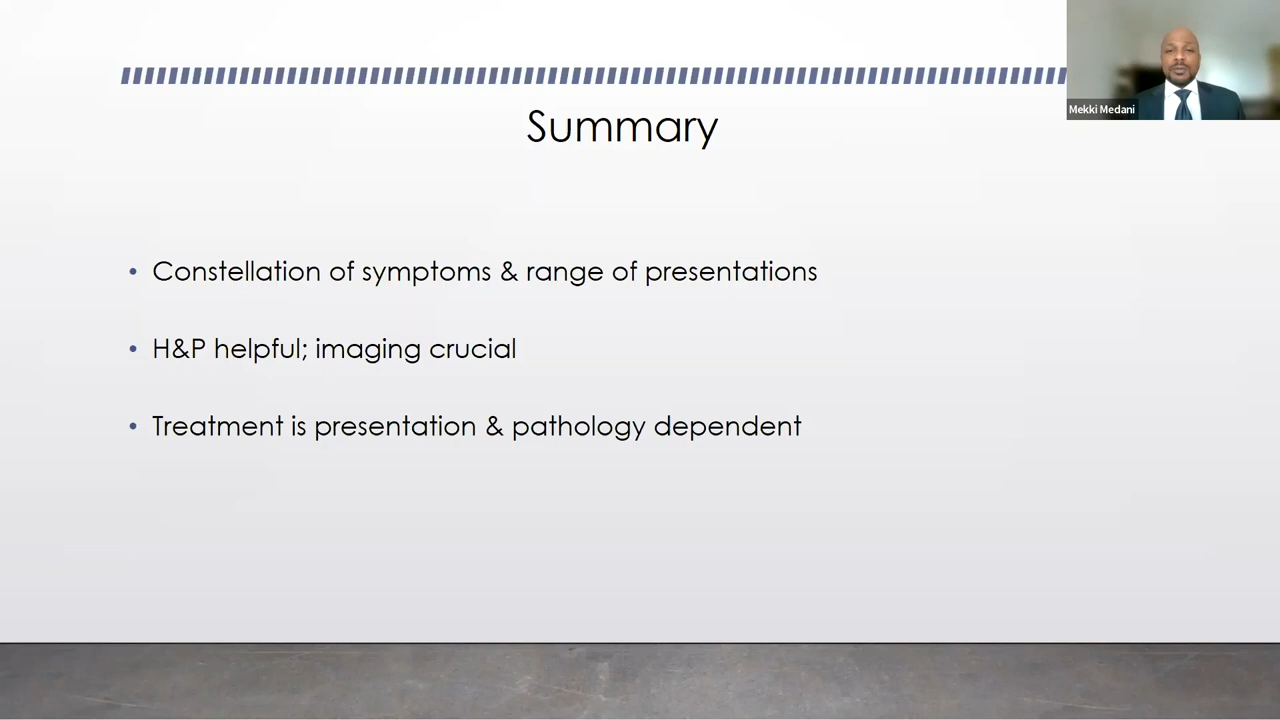 Mekki Medani
Summary
• Constellation of symptoms & range of presentations
• H&P helpful; imaging crucial
• Treatment is presentation & pathology dependent